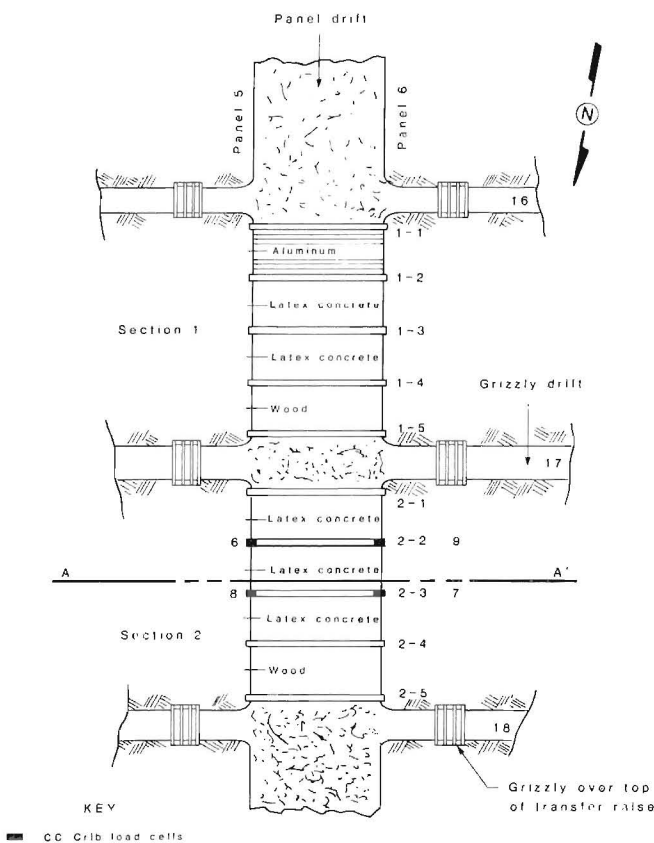 Panel drift
Panel 5
Panel 6
N
16
1-1
Aluminum
1-2
Latex concrete
Section 1
1-3
Latex concrete
1-4
Grizzly drift
Wood
1-5
17
2-1
Latex concrete
6
2-2
9
Latex concrete
A
A'
8
2-3
7
Latex concrete
Section 2
2-4
Wood
2-5
18
Grizzly over top
of transfer raise
KEY
CC Crib load cells